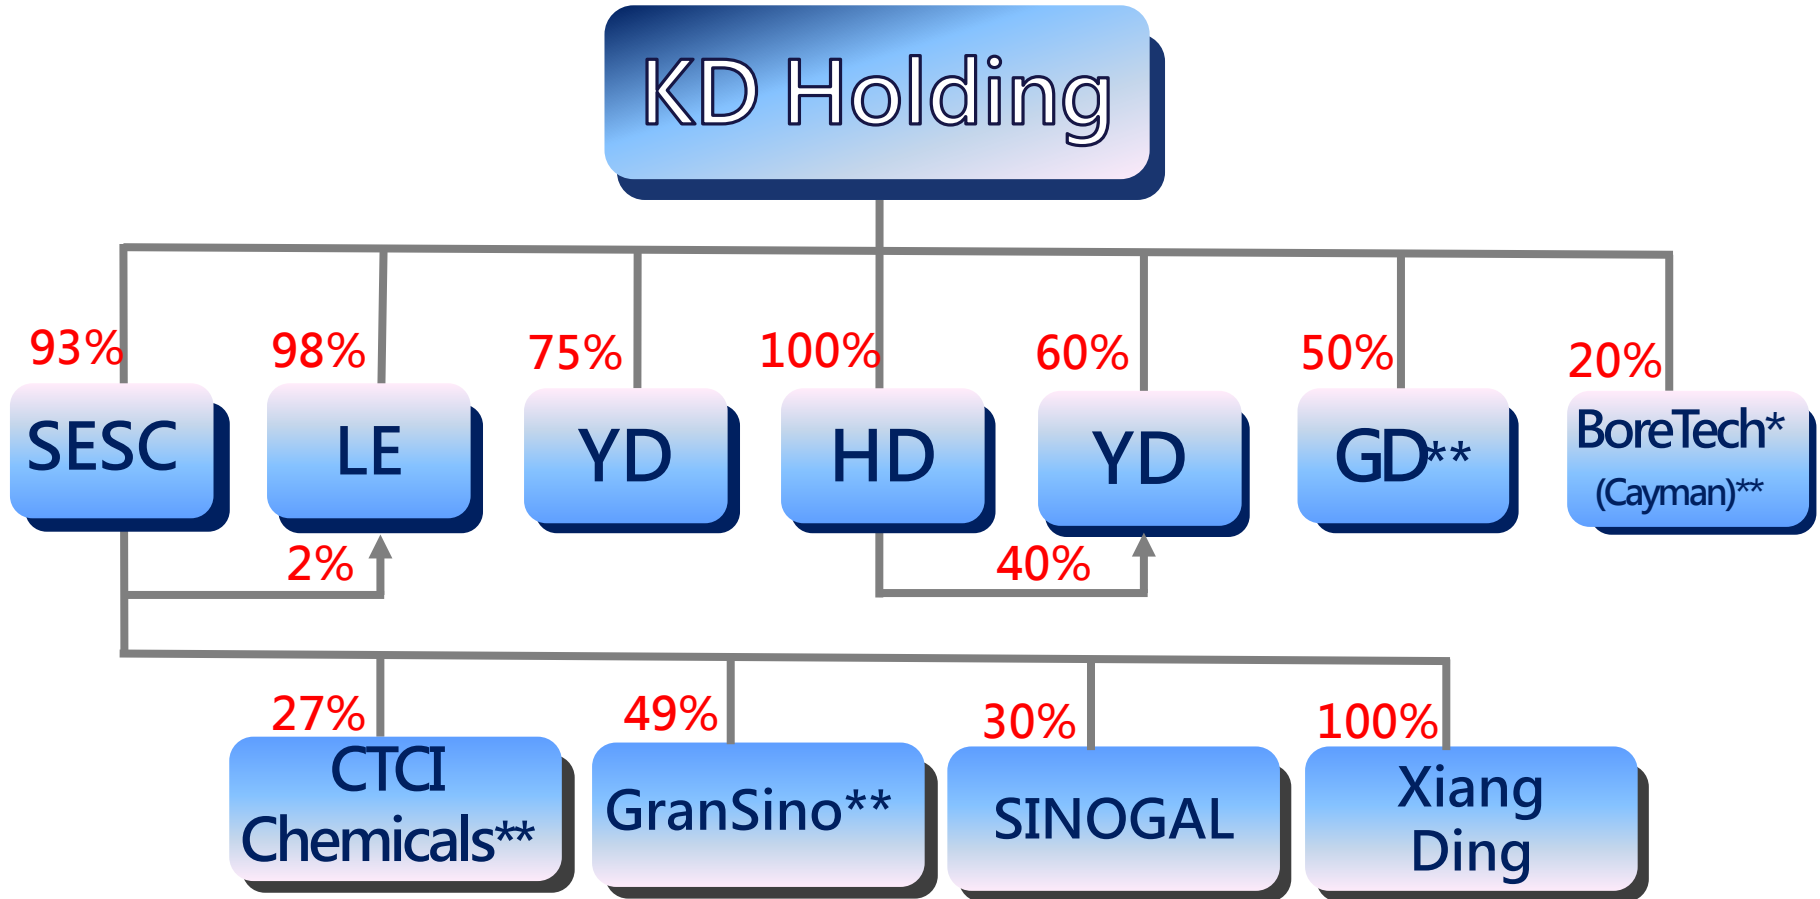 KD Holding
93%
98%
75%
100%
60%
50%
20%
SESC
LE
YD
HD
YD
GD**
BoreTech*
(Cayman)**
2%
40%
27%
49%
30%
100%
CTCI
Chemicals**
GranSino**
SINOGAL
Xiang
Ding